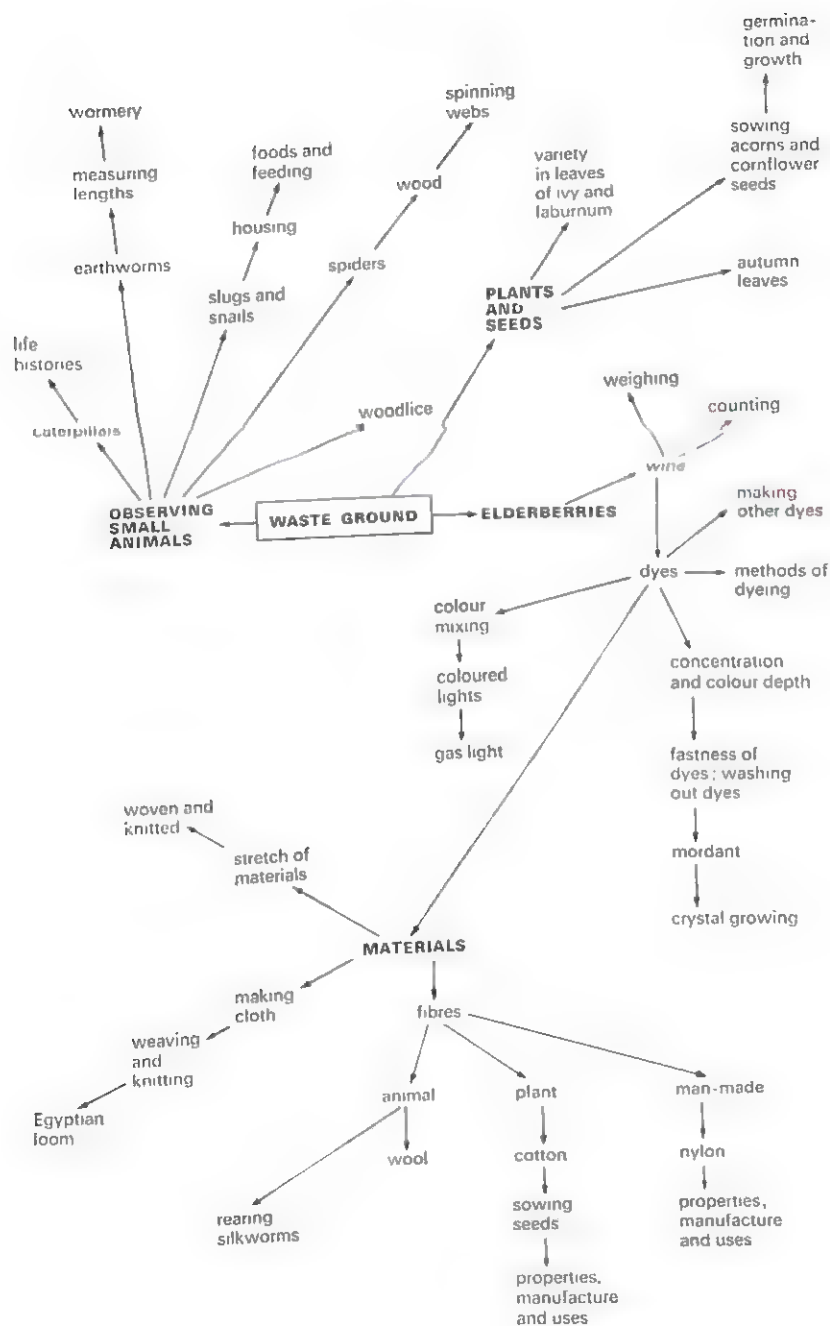 germina-
tion and
growth
spinning
webs
wormery
foods and
feeding
variety
in leaves
of ivy and
laburnum
sowing
acorns and
cornflower
seeds
measuring
lengths
wood
housing
earthworms
spiders
autumn
leaves
slugs and
snails
PLANTS
AND
SEEDS
life
histories
weighing
counting
woodlice
caterpillars
wine
OBSERVING
SMALL
ANIMALS
WASTE GROUND
ELDERBERRIES
making
other dyes
dyes
methods of
dyeing
colour
mixing
concentration
and colour depth
coloured
lights
gas light
fastness of
dyes; washing
out dyes
woven and
knitted
stretch of
materials
mordant
crystal growing
MATERIALS
making
cloth
fibres
weaving
and
knitting
Egyptian
loom
animal
plant
man-made
wool
cotton
nylon
rearing
silkworms
sowing
seeds
properties,
manufacture
and uses
properties,
manufacture
and uses